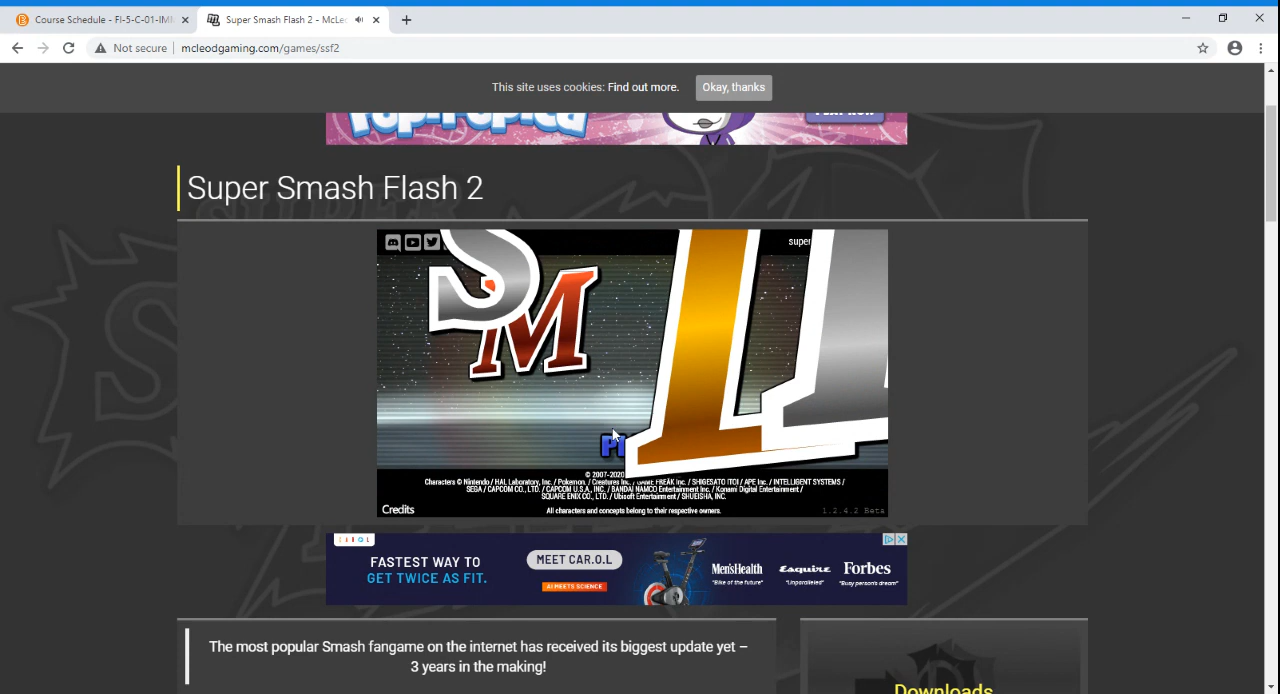 Course Schedule - FI-5-C-01-IMI
Super Smash Flash 2 - McLeo
Not secure
mcleodgaming.com/games/ssf2
This site uses cookies: Find out more.
Okay, thanks
Super Smash Flash 2
super
S
M
© 2007-2020
Characters © Nintendo / HAL Laboratory, Inc. / Pokemon. / Creatures Inc. / GAME FREAK Inc. / SHIGESATO ITOI / APE Inc. / INTELLIGENT SYSTEMS /
SEGA / CAPCOM CO., LTD. / CAPCOM U.S.A., INC. / BANDAI NAMCO Entertainment Inc. / Konami Digital Entertainment /
SQUARE ENIX CO., LTD. / Ubisoft Entertainment / SHUEISHA, INC.
Credits
All characters and concepts belong to their respective owners.
1.2.4.2 Beta
FASTEST WAY TO
GET TWICE AS FIT.
MEET CAR.O.L
AI MEETS SCIENCE
Men'sHealth
"Bike of the future"
Esquire
"Unparalleled"
Forbes
"Busy person's dream"
The most popular Smash fangame on the internet has received its biggest update yet –
3 years in the making!
Downloads